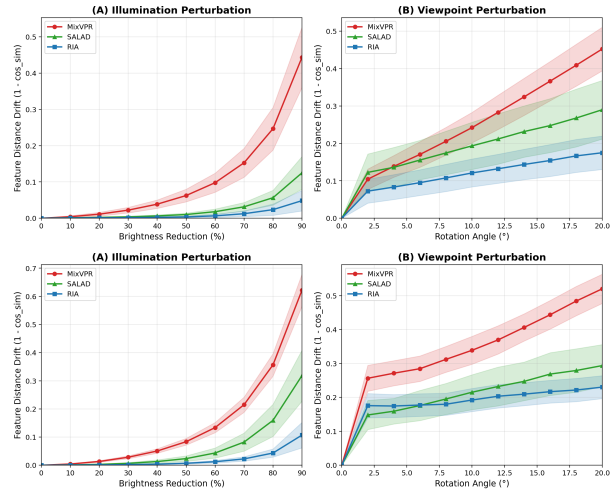 (A) Illumination Perturbation
Feature Distance Drift (1 - cos_sim)
0.5
0.4
0.3
0.2
0.1
0.0
MixVPR
SALAD
RIA
0 10 20 30 40 50 60 70 80 90
Brightness Reduction (%)
(B) Viewpoint Perturbation
Feature Distance Drift (1 - cos_sim)
0.5
0.4
0.3
0.2
0.1
0.0
MixVPR
SALAD
RIA
0.0 2.5 5.0 7.5 10.0 12.5 15.0 17.5 20.0
Rotation Angle (°)
(A) Illumination Perturbation
Feature Distance Drift (1 - cos_sim)
0.7
0.6
0.5
0.4
0.3
0.2
0.1
0.0
MixVPR
SALAD
RIA
0 10 20 30 40 50 60 70 80 90
Brightness Reduction (%)
(B) Viewpoint Perturbation
Feature Distance Drift (1 - cos_sim)
0.5
0.4
0.3
0.2
0.1
0.0
MixVPR
SALAD
RIA
0.0 2.5 5.0 7.5 10.0 12.5 15.0 17.5 20.0
Rotation Angle (°)